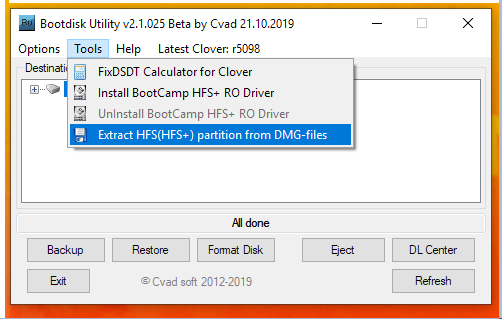 BU Bootdisk Utility v2.1.025 Beta by Cvad 21.10.2019
Options Tools Help Latest Clover: r5098
Destinatio
FixDSDT Calculator for Clover
Install BootCamp HFS+ RO Driver
UnInstall BootCamp HFS+ RO Driver
Extract HFS(HFS+) partition from DMG-files
All done
Backup Restore Format Disk Eject DL Center
Exit © Cvad soft 2012-2019 Refresh